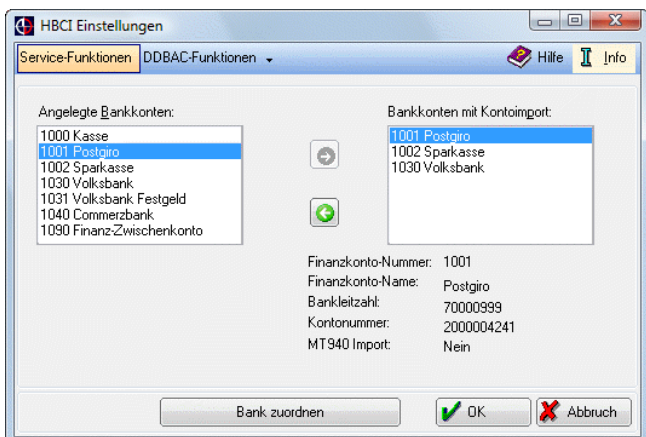 HBCI Einstellungen
Service-Funktionen DDBAC-Funktionen Hilfe Info
Angelegte Bankkonten:
1000 Kasse
1001 Postgiro
1002 Sparkasse
1030 Volksbank
1031 Volksbank Festgeld
1040 Commerzbank
1090 Finanz-Zwischenkonto
Bankkonten mit Kontoimport:
1001 Postgiro
1002 Sparkasse
1030 Volksbank
Finanzkonto-Nummer: 1001
Finanzkonto-Name: Postgiro
Bankleitzahl: 70000999
Kontonummer: 2000004241
MT940 Import: Nein
Bank zuordnen OK Abbruch